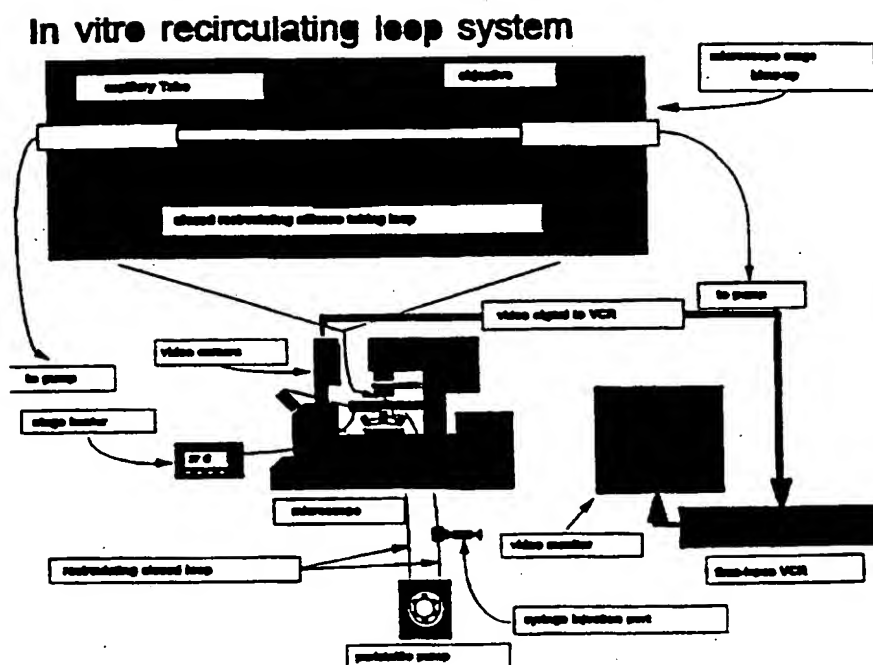 In vitro recirculating loop system
microscope stage
blow-up
capillary Tube
objective
closed recirculating silicone tubing loop
to pump
video signal to VCR
video camera
to pump
stage heater
37 C
microscope
video monitor
time-lapse VCR
recirculating closed loop
syringe injection port
peristaltic pump